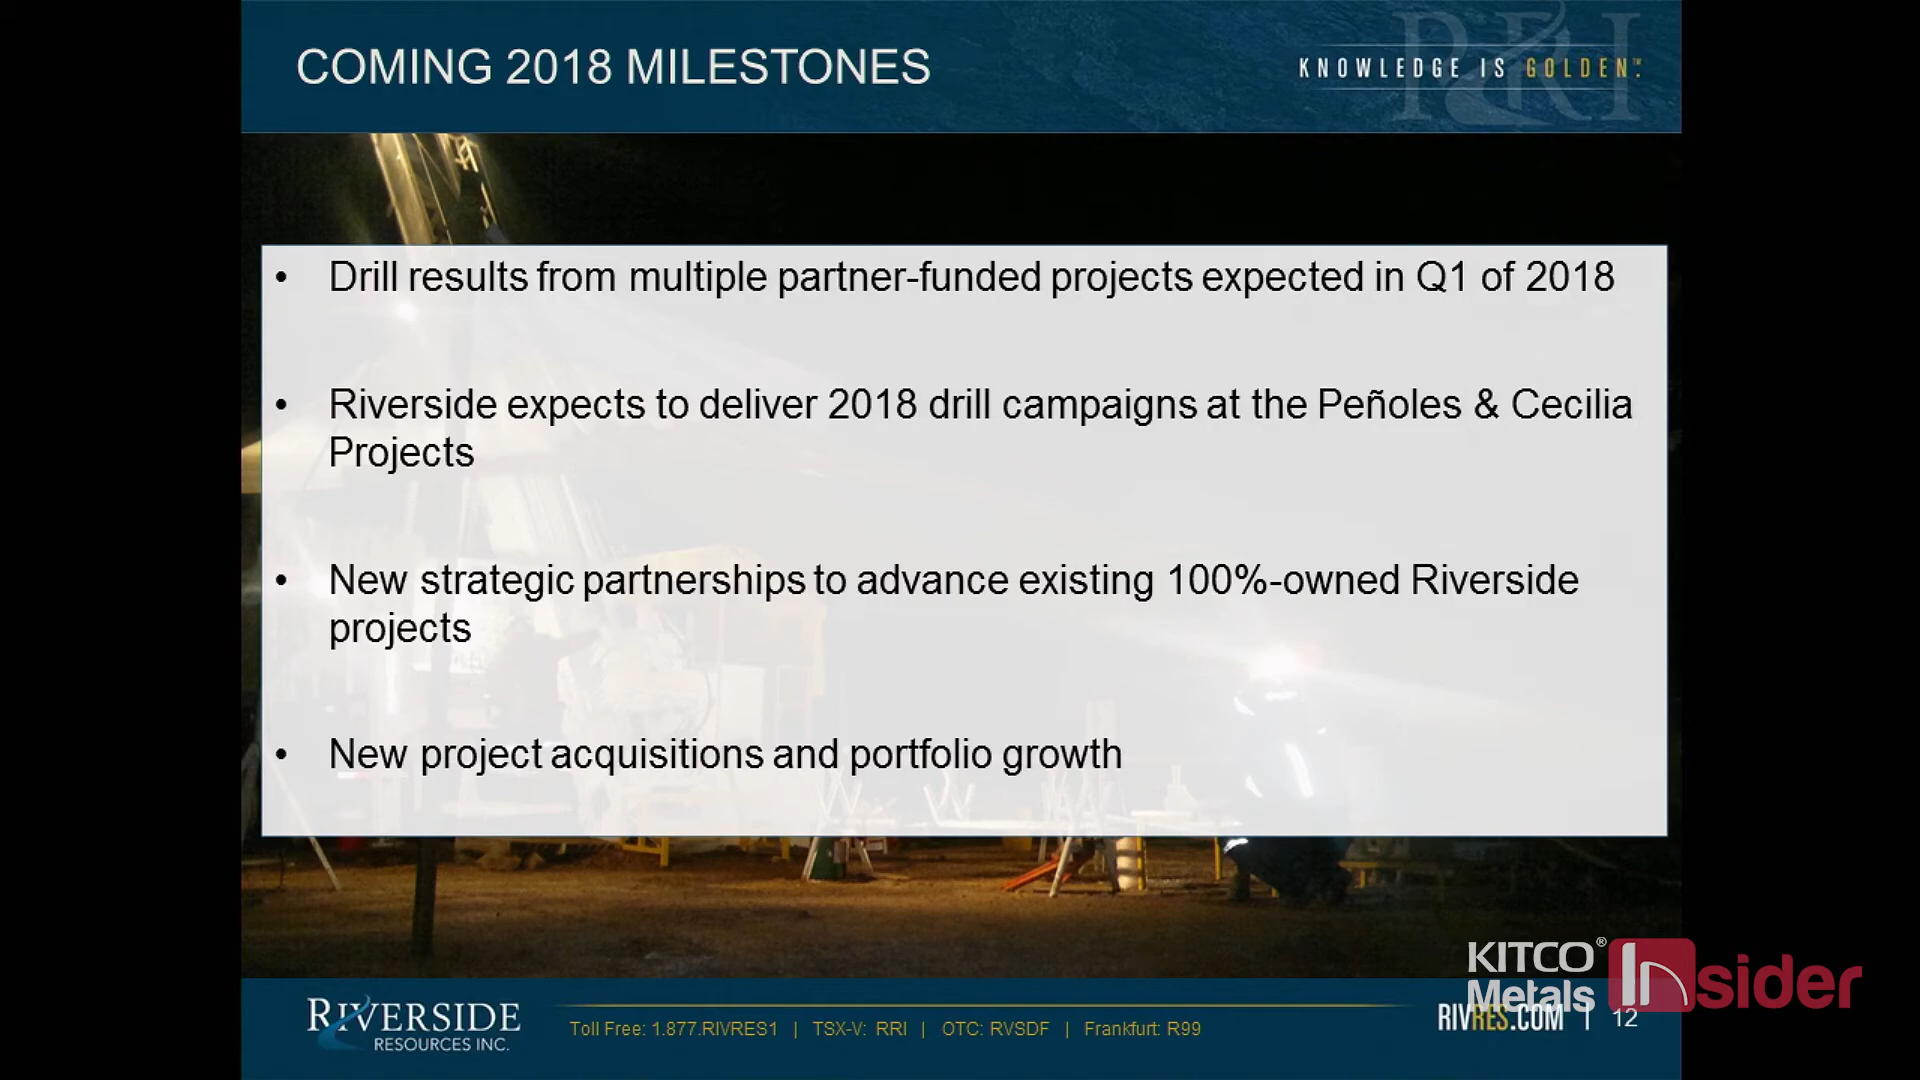 COMING 2018 MILESTONES
KNOWLEDGE IS GOLDEN.™
RRI
• Drill results from multiple partner-funded projects expected in Q1 of 2018
• Riverside expects to deliver 2018 drill campaigns at the Peñoles & Cecilia
Projects
• New strategic partnerships to advance existing 100%-owned Riverside
projects
• New project acquisitions and portfolio growth
KITCO® Insider
Metals
RIVERSIDE
RESOURCES INC.
Toll Free: 1.877.RIVRES1 | TSX-V: RRI | OTC: RVSDF | Frankfurt: R99
RIVRES.COM | 12